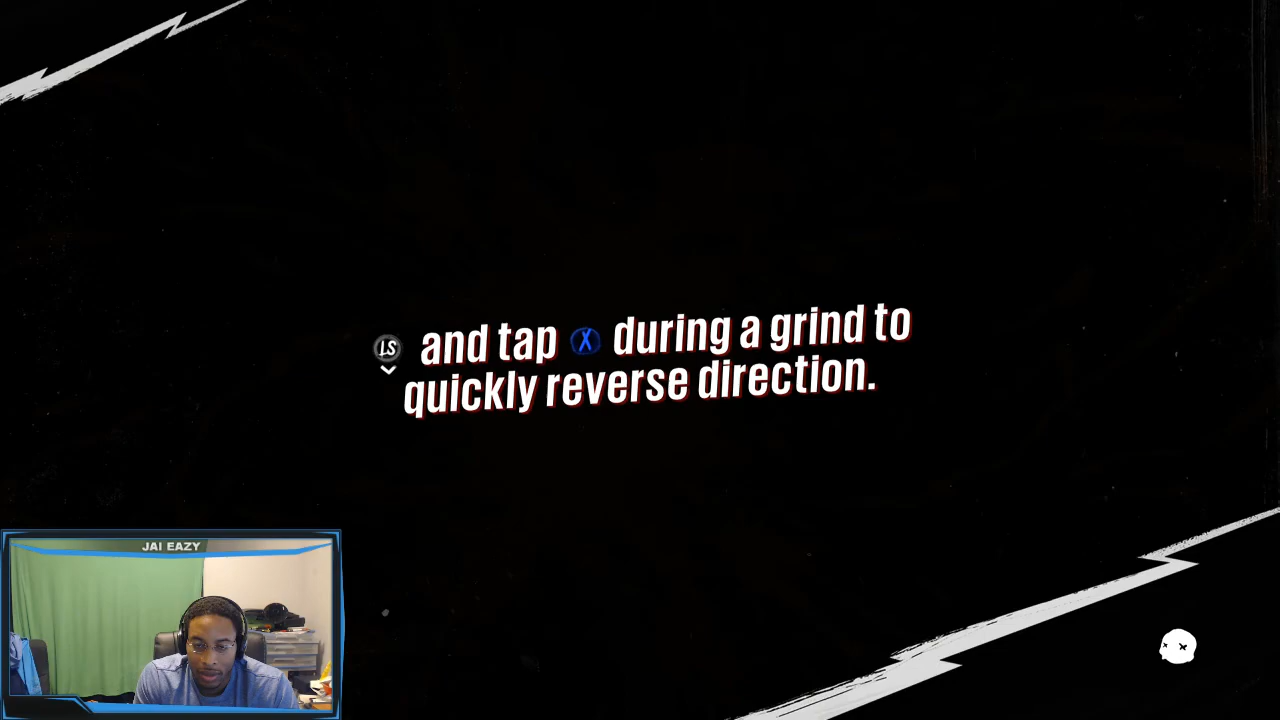 LS and tap X during a grind to
quickly reverse direction.
JAI EAZY